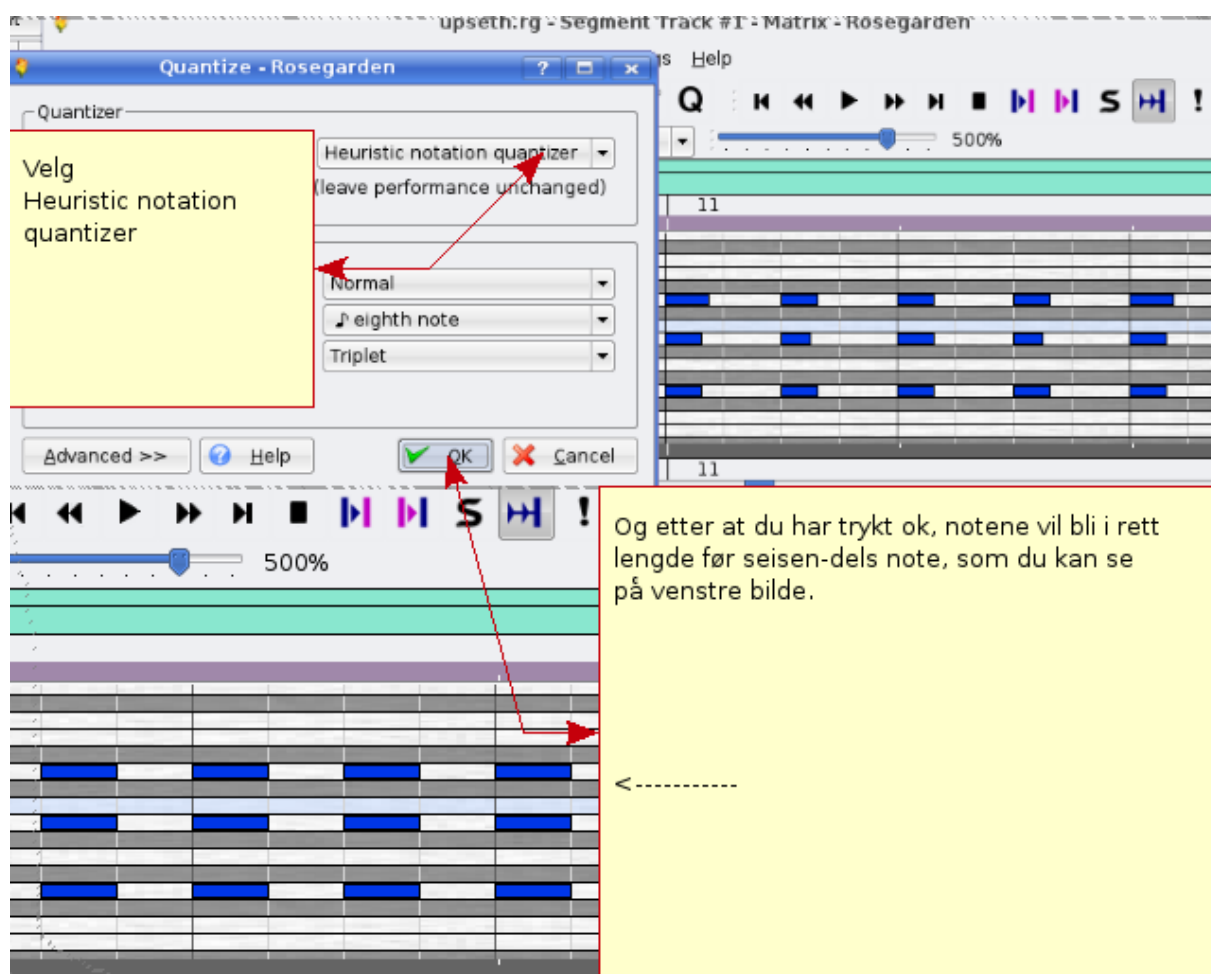 upseth.rg - Segment Track #1 - Matrix - Rosegarden
Help
Quantize - Rosegarden
Q
S
!
500%
Quantizer
Velg
Heuristic notation
quantizer
Heuristic notation quantizer
(leave performance unchanged)
11
Normal
♪ eighth note
Triplet
Advanced >>
Help
OK
Cancel
11
S
!
500%
Og etter at du har trykt ok, notene vil bli i rett
lengde før seisen-dels note, som du kan se
på venstre bilde.
<-----------